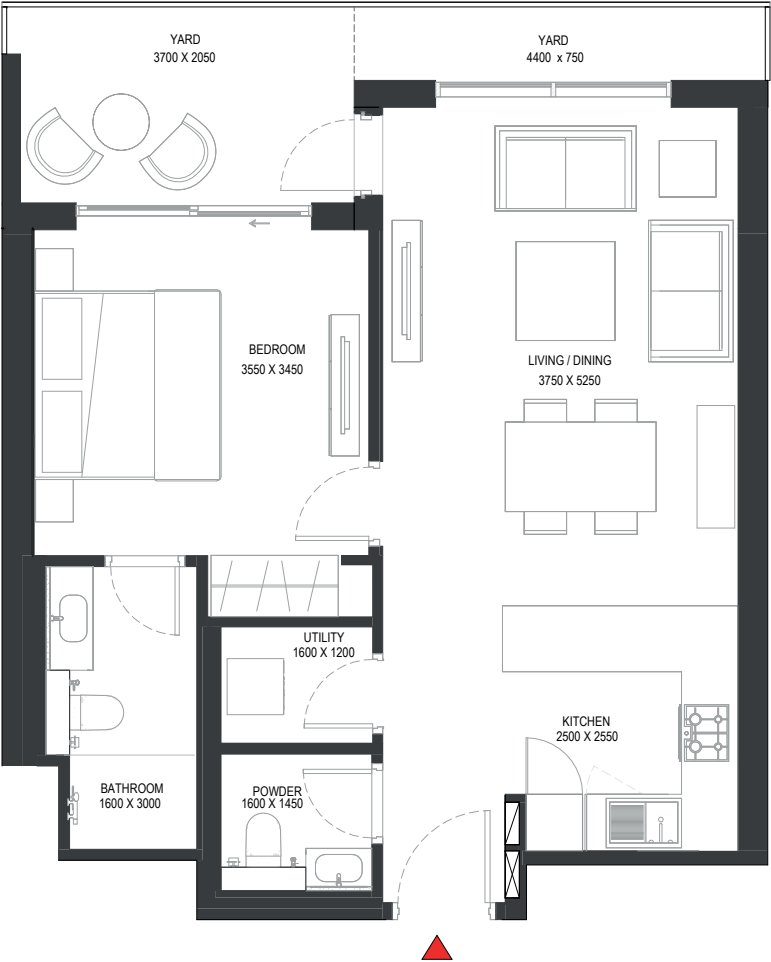 YARD
3700 X 2050
YARD
4400 x 750
BEDROOM
3550 X 3450
LIVING / DINING
3750 X 5250
UTILITY
1600 X 1200
KITCHEN
2500 X 2550
BATHROOM
1600 X 3000
POWDER
1600 X 1450